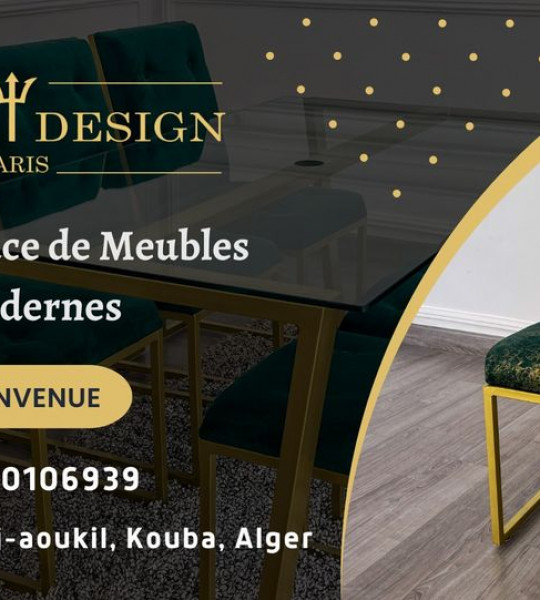 DESIGN
ARIS
ce de Meubles
dernes
NVENUE
0106939
-aoukil, Kouba, Alger